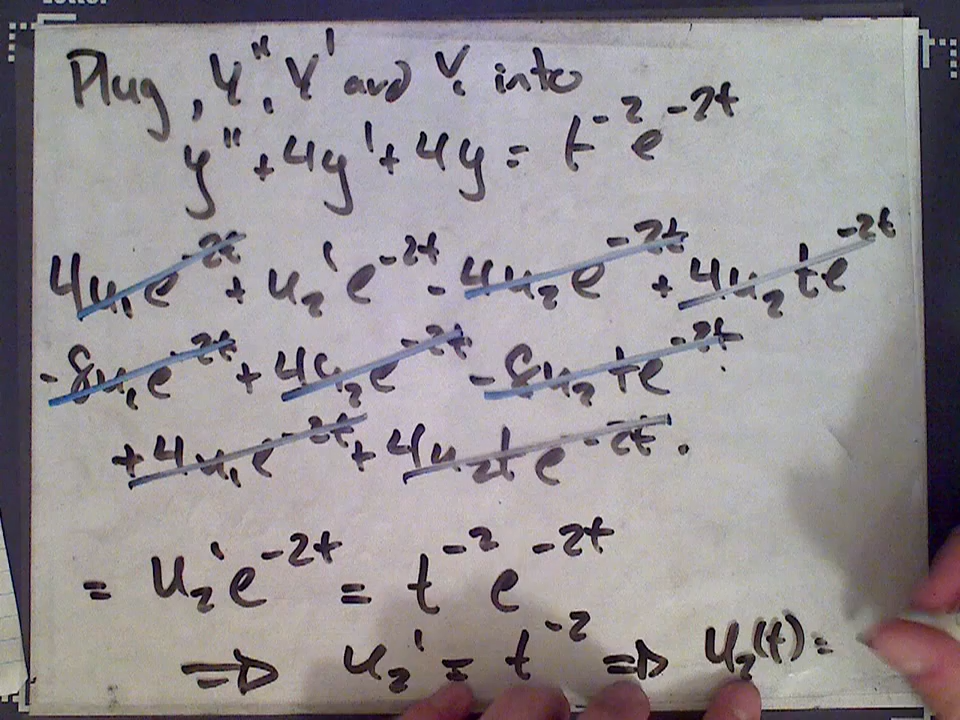 Plug, Y'', Y' and Y. into
y'' + 4y' + 4y = t⁻² e⁻²ᵗ
4u₁e⁻²ᵗ + u₂'e⁻²ᵗ - 4u₂e⁻²ᵗ + 4u₂te⁻²ᵗ
-8u₁e⁻²ᵗ + 4u₂e⁻²ᵗ - 8u₂te⁻²ᵗ
+4u₁e⁻²ᵗ + 4u₂te⁻²ᵗ.
= u₂'e⁻²ᵗ = t⁻² e⁻²ᵗ
⇒ u₂' = t⁻² ⇒ u₂(t) =